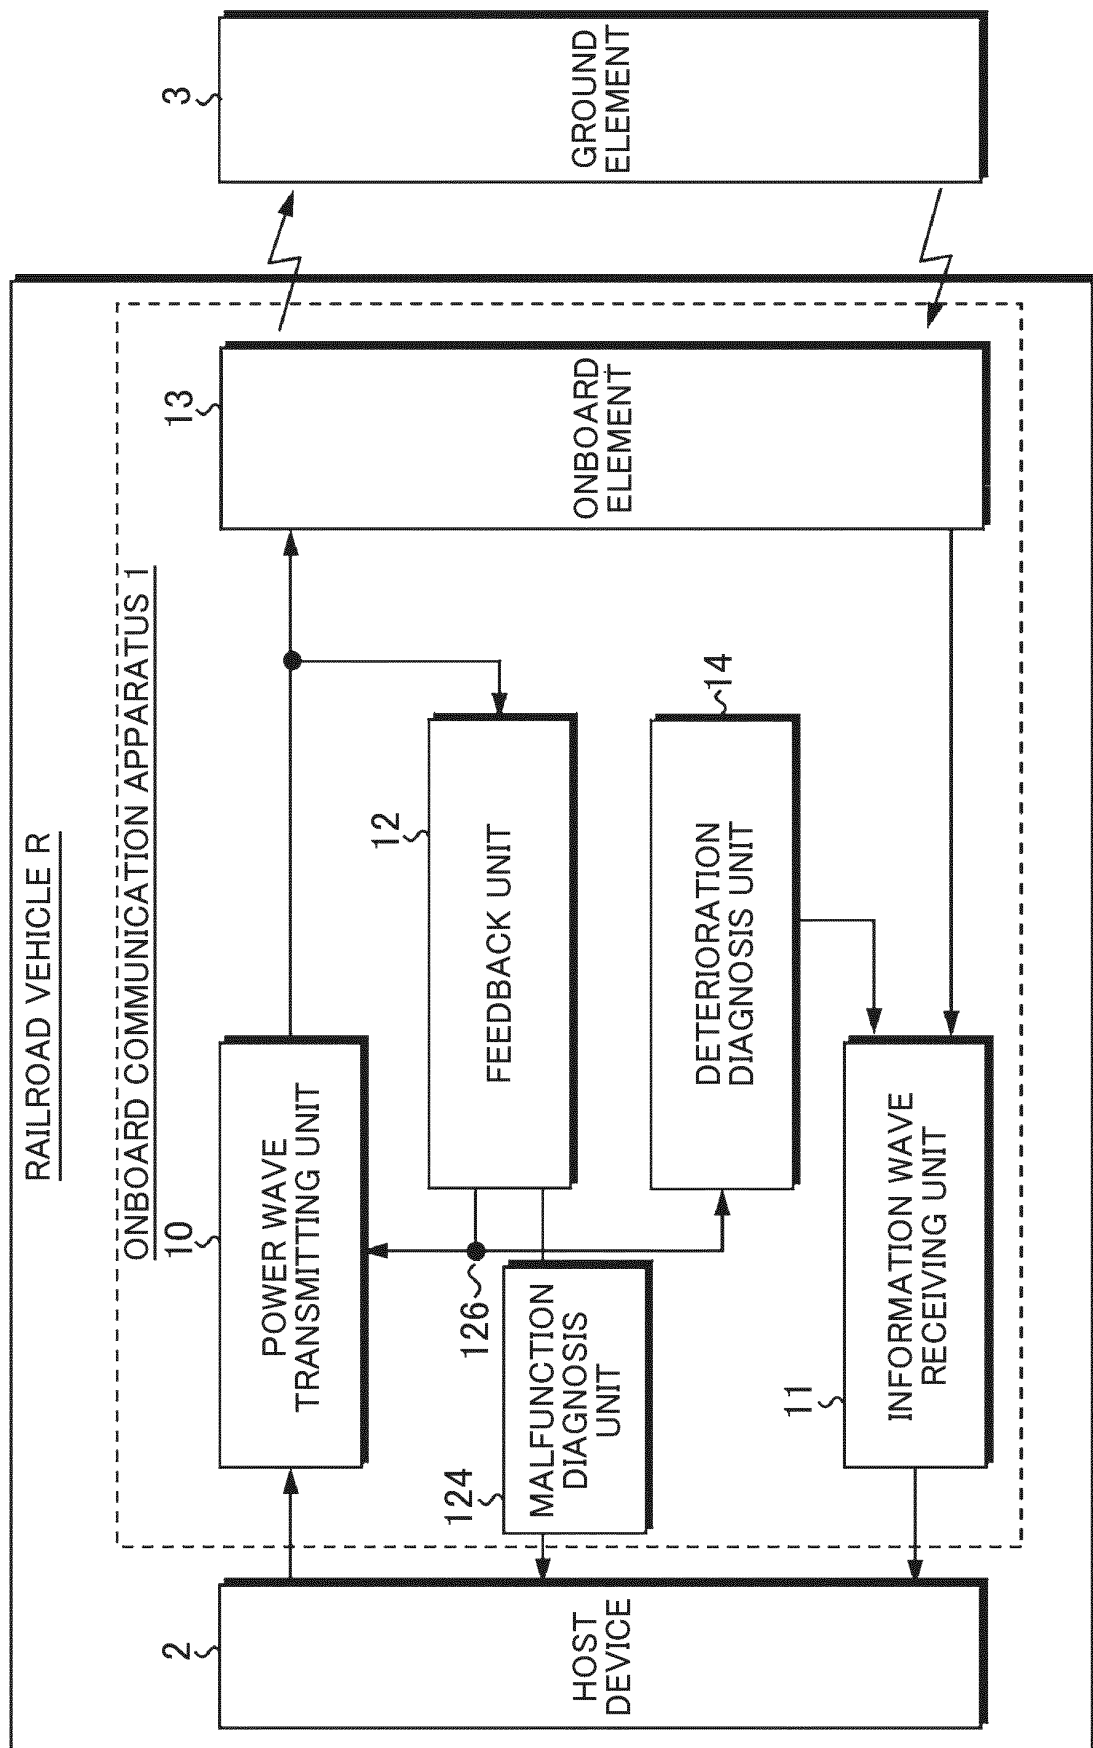 RAILROAD VEHICLE R
ONBOARD COMMUNICATION APPARATUS 1
2
HOST
DEVICE
10
POWER WAVE
TRANSMITTING UNIT
126
124
MALFUNCTION
DIAGNOSIS
UNIT
12
FEEDBACK UNIT
14
DETERIORATION
DIAGNOSIS UNIT
11
INFORMATION WAVE
RECEIVING UNIT
13
ONBOARD
ELEMENT
3
GROUND
ELEMENT